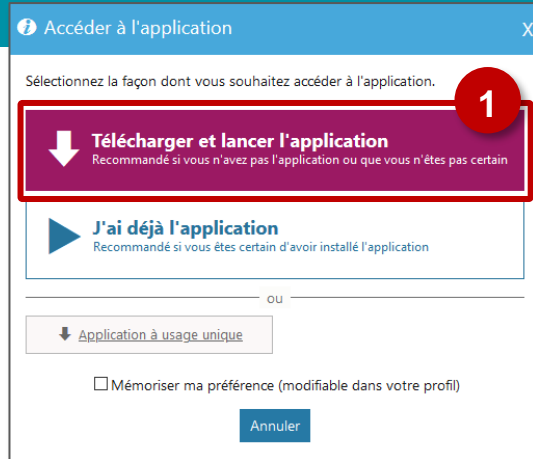 Accéder à l'application
X
Sélectionnez la façon dont vous souhaitez accéder à l'application.
1
Télécharger et lancer l'application
Recommandé si vous n'avez pas l'application ou que vous n'êtes pas certain
J'ai déjà l'application
Recommandé si vous êtes certain d'avoir installé l'application
ou
Application à usage unique
Mémoriser ma préférence (modifiable dans votre profil)
Annuler